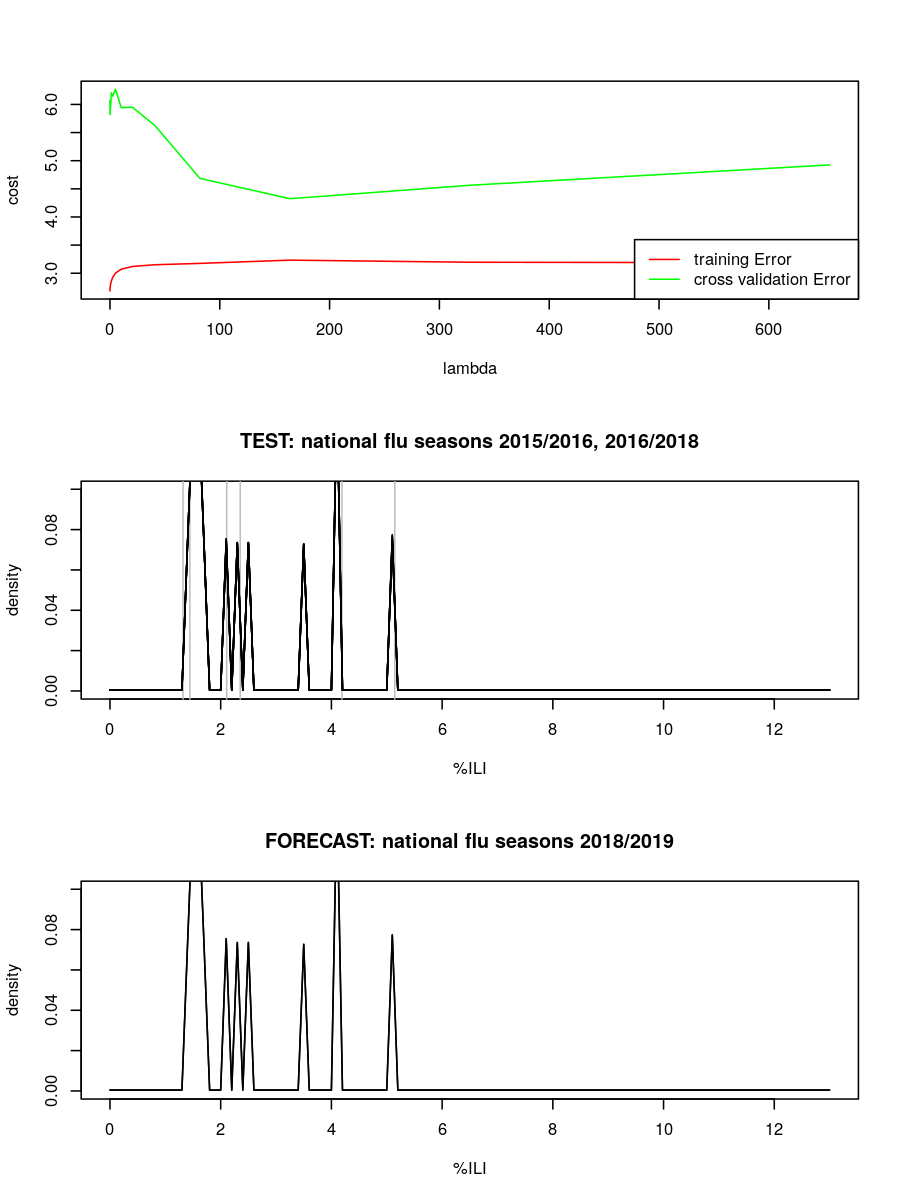 cost
6.0
5.0
4.0
3.0
training Error
cross validation Error
0 100 200 300 400 500 600
lambda
TEST: national flu seasons 2015/2016, 2016/2018
density
0.08
0.04
0.00
0 2 4 6 8 10 12
%ILI
FORECAST: national flu seasons 2018/2019
density
0.08
0.04
0.00
0 2 4 6 8 10 12
%ILI